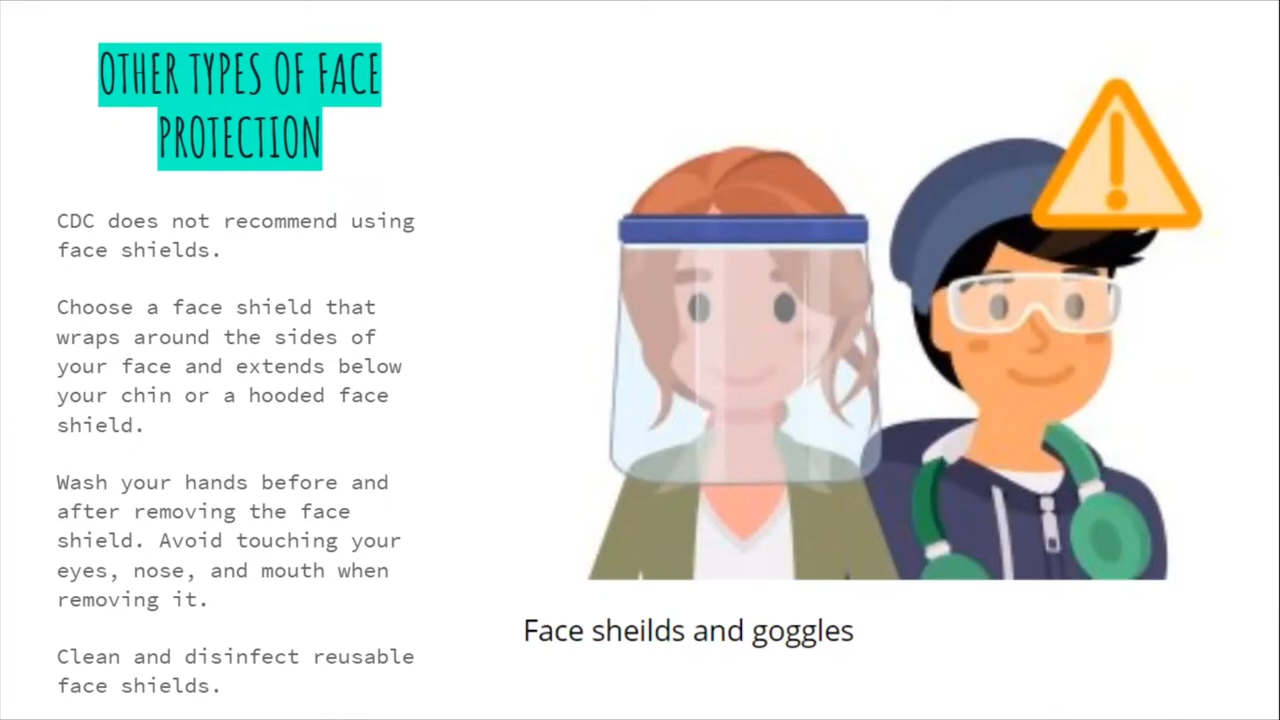 OTHER TYPES OF FACE
PROTECTION
CDC does not recommend using
face shields.
Choose a face shield that
wraps around the sides of
your face and extends below
your chin or a hooded face
shield.
Wash your hands before and
after removing the face
shield. Avoid touching your
eyes, nose, and mouth when
removing it.
Clean and disinfect reusable
face shields.
Face sheilds and goggles